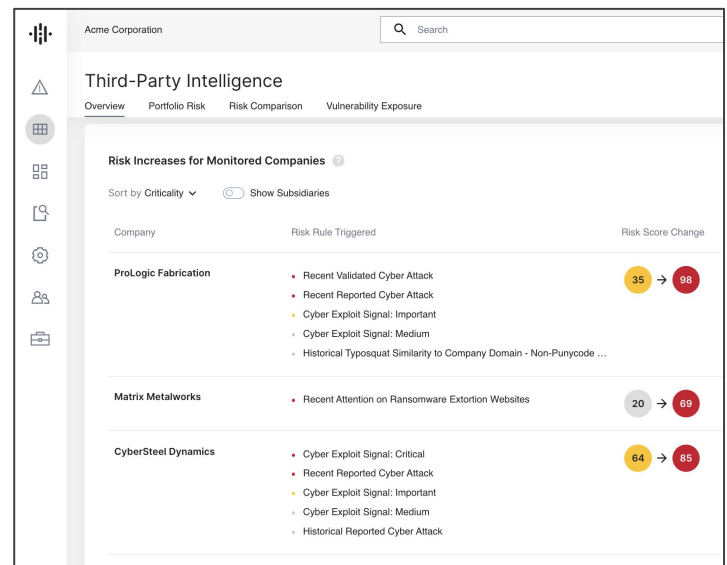 Acme Corporation
Search
Third-Party Intelligence
Overview Portfolio Risk Risk Comparison Vulnerability Exposure
Risk Increases for Monitored Companies ?
Sort by Criticality Show Subsidiaries
Company Risk Rule Triggered Risk Score Change
ProLogic Fabrication
Recent Validated Cyber Attack
35 → 98
Recent Reported Cyber Attack
Cyber Exploit Signal: Important
Cyber Exploit Signal: Medium
Historical Typosquat Similarity to Company Domain - Non-Punycode ...
Matrix Metalworks
Recent Attention on Ransomware Extortion Websites
20 → 69
CyberSteel Dynamics
Cyber Exploit Signal: Critical
64 → 85
Recent Reported Cyber Attack
Cyber Exploit Signal: Important
Cyber Exploit Signal: Medium
Historical Reported Cyber Attack